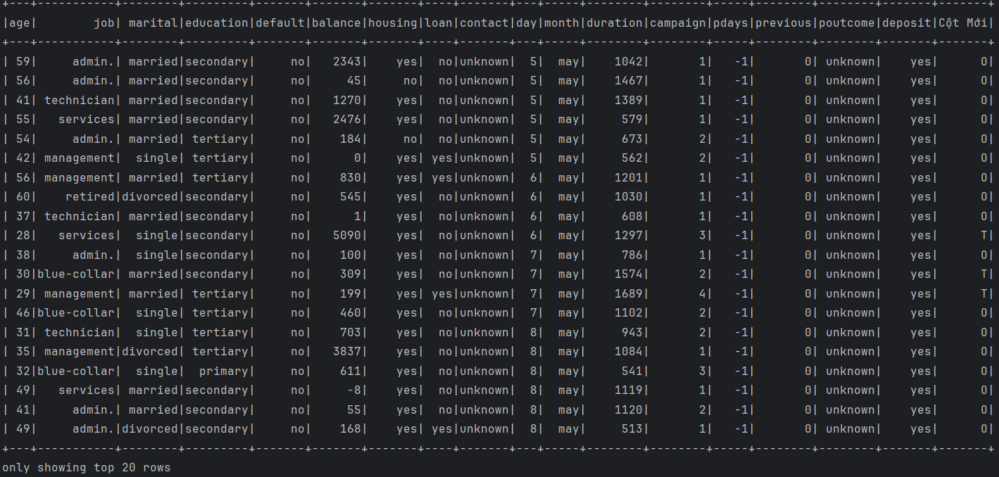 +---+-----------+--------+---------+-------+-------+-------+----+-------+---+-----+--------+--------+-----+--------+--------+-------+-------+
|age|        job| marital|education|default|balance|housing|loan|contact|day|month|duration|campaign|pdays|previous|poutcome|deposit|Cột Mới|
+---+-----------+--------+---------+-------+-------+-------+----+-------+---+-----+--------+--------+-----+--------+--------+-------+-------+
| 59|     admin.| married|secondary|     no|   2343|    yes|  no|unknown|  5|  may|    1042|       1|   -1|       0| unknown|    yes|      O|
| 56|     admin.| married|secondary|     no|     45|     no|  no|unknown|  5|  may|    1467|       1|   -1|       0| unknown|    yes|      O|
| 41| technician| married|secondary|     no|   1270|    yes|  no|unknown|  5|  may|    1389|       1|   -1|       0| unknown|    yes|      O|
| 55|   services| married|secondary|     no|   2476|    yes|  no|unknown|  5|  may|     579|       1|   -1|       0| unknown|    yes|      O|
| 54|     admin.| married| tertiary|     no|    184|     no|  no|unknown|  5|  may|     673|       2|   -1|       0| unknown|    yes|      O|
| 42| management|  single| tertiary|     no|      0|    yes| yes|unknown|  5|  may|     562|       2|   -1|       0| unknown|    yes|      O|
| 56| management| married| tertiary|     no|    830|    yes| yes|unknown|  6|  may|    1201|       1|   -1|       0| unknown|    yes|      O|
| 60|    retired|divorced|secondary|     no|    545|    yes|  no|unknown|  6|  may|    1030|       1|   -1|       0| unknown|    yes|      O|
| 37| technician| married|secondary|     no|      1|    yes|  no|unknown|  6|  may|     608|       1|   -1|       0| unknown|    yes|      O|
| 28|   services|  single|secondary|     no|   5090|    yes|  no|unknown|  6|  may|    1297|       3|   -1|       0| unknown|    yes|      T|
| 38|     admin.|  single|secondary|     no|    100|    yes|  no|unknown|  7|  may|     786|       1|   -1|       0| unknown|    yes|      O|
| 30|blue-collar| married|secondary|     no|    309|    yes|  no|unknown|  7|  may|    1574|       2|   -1|       0| unknown|    yes|      T|
| 29| management| married| tertiary|     no|    199|    yes| yes|unknown|  7|  may|    1689|       4|   -1|       0| unknown|    yes|      T|
| 46|blue-collar|  single| tertiary|     no|    460|    yes|  no|unknown|  7|  may|    1102|       2|   -1|       0| unknown|    yes|      O|
| 31| technician|  single| tertiary|     no|    703|    yes|  no|unknown|  8|  may|     943|       2|   -1|       0| unknown|    yes|      O|
| 35| management|divorced| tertiary|     no|   3837|    yes|  no|unknown|  8|  may|    1084|       1|   -1|       0| unknown|    yes|      O|
| 32|blue-collar|  single|  primary|     no|    611|    yes|  no|unknown|  8|  may|     541|       3|   -1|       0| unknown|    yes|      O|
| 49|   services| married|secondary|     no|     -8|    yes|  no|unknown|  8|  may|    1119|       1|   -1|       0| unknown|    yes|      O|
| 41|     admin.| married|secondary|     no|     55|    yes|  no|unknown|  8|  may|    1120|       2|   -1|       0| unknown|    yes|      O|
| 49|     admin.|divorced|secondary|     no|    168|    yes| yes|unknown|  8|  may|     513|       1|   -1|       0| unknown|    yes|      O|
+---+-----------+--------+---------+-------+-------+-------+----+-------+---+-----+--------+--------+-----+--------+--------+-------+-------+
only showing top 20 rows